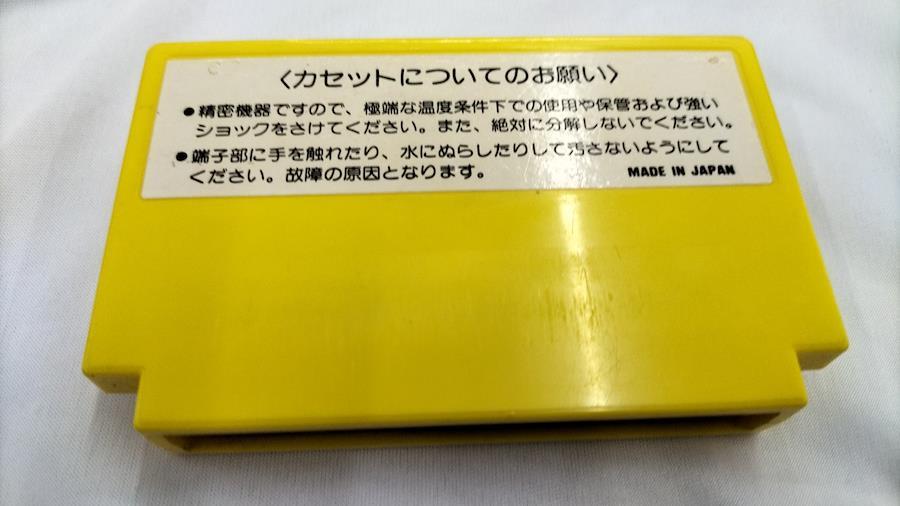 〈カセットについてのお願い〉
●精密機器ですので、極端な温度条件下での使用や保管および強い
ショックをさけてください。また、絶対に分解しないでください。
●端子部に手を触れたり、水にぬらしたりして汚さないようにして
ください。故障の原因となります。
MADE IN JAPAN